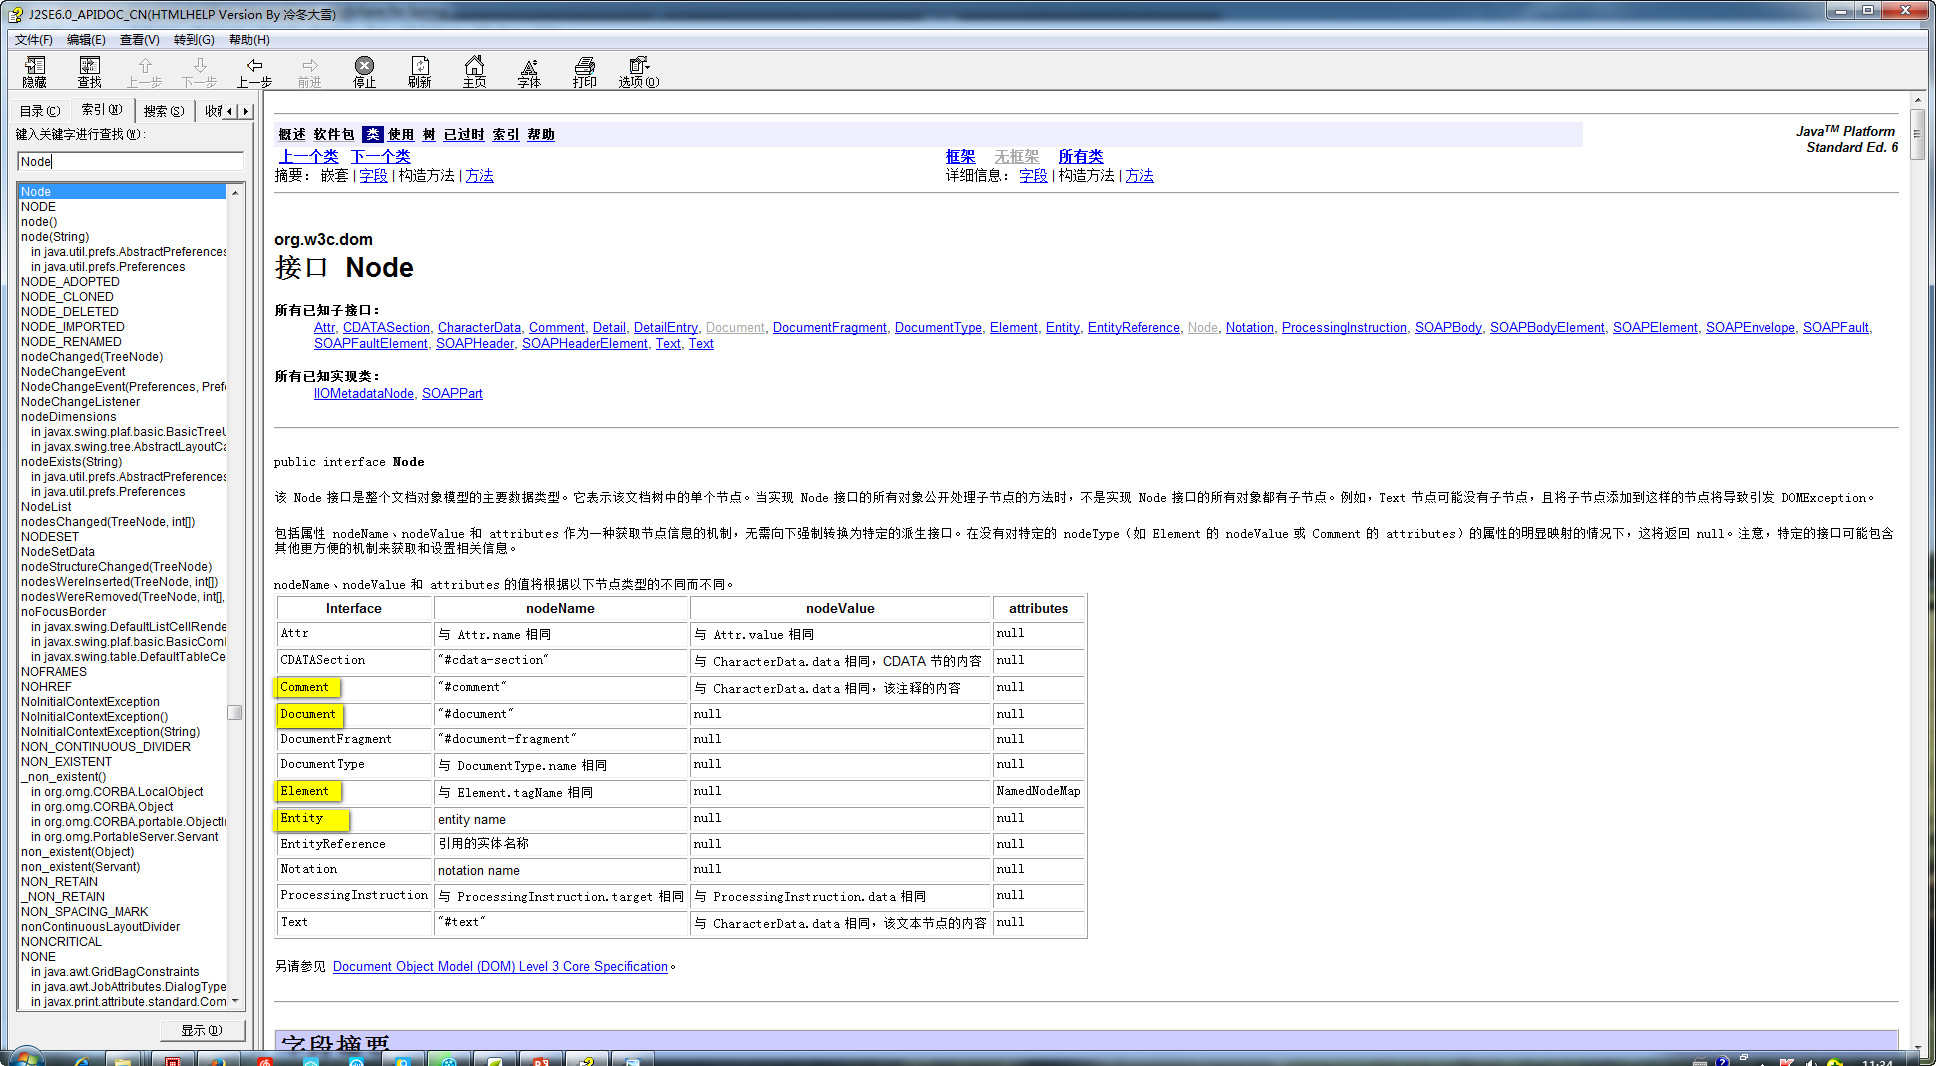 J2SE6.0_APIDOC_CN(HTMLHELP Version By 冷冬大雪)
文件(F) 编辑(E) 查看(V) 转到(G) 帮助(H)
隐藏 查找 上一步 下一步 上一步 前进 停止 刷新 主页 字体 打印 选项(O)
目录(C) 索引(N) 搜索(S)
键入关键字进行查找(W):
Node
Node
NODE
node()
node(String)
in java.util.prefs.AbstractPreferences
in java.util.prefs.Preferences
NODE_ADOPTED
NODE_CLONED
NODE_DELETED
NODE_IMPORTED
NODE_RENAMED
nodeChanged(TreeNode)
NodeChangeEvent
NodeChangeEvent(Preferences, Pref
NodeChangeListener
nodeDimensions
in javax.swing.plaf.basic.BasicTreeU
in javax.swing.tree.AbstractLayoutCa
nodeExists(String)
in java.util.prefs.AbstractPreferences
in java.util.prefs.Preferences
NodeList
nodesChanged(TreeNode, int[])
NODESET
NodeSetData
nodeStructureChanged(TreeNode)
nodesWereInserted(TreeNode, int[])
nodesWereRemoved(TreeNode, int[],
noFocusBorder
in javax.swing.DefaultListCellRende
in javax.swing.plaf.basic.BasicCom
in javax.swing.table.DefaultTableCe
NOFRAMES
NOHREF
NoInitialContextException
NoInitialContextException()
NoInitialContextException(String)
NON_CONTINUOUS_DIVIDER
NON_EXISTENT
_non_existent()
in org.omg.CORBA.LocalObject
in org.omg.CORBA.Object
in org.omg.CORBA.portable.ObjectI
in org.omg.PortableServer.Servant
non_existent(Object)
non_existent(Servant)
NON_RETAIN
_NON_RETAIN
NON_SPACING_MARK
nonContinuousLayoutDivider
NONCRITICAL
NONE
in java.awt.GridBagConstraints
in java.awt.JobAttributes.DialogType
in javax.print.attribute.standard.Com
显示(D)
概述 软件包 类 使用 树 已过时 索引 帮助
Java™ Platform
Standard Ed. 6
上一个类 下一个类 框架 无框架 所有类
摘要: 嵌套 | 字段 | 构造方法 | 方法 详细信息: 字段 | 构造方法 | 方法
org.w3c.dom
接口 Node
所有已知子接口:
Attr, CDATASection, CharacterData, Comment, Detail, DetailEntry, Document, DocumentFragment, DocumentType, Element, Entity, EntityReference, Node, Notation, ProcessingInstruction, SOAPBody, SOAPBodyElement, SOAPElement, SOAPEnvelope, SOAPFault,
SOAPFaultElement, SOAPHeader, SOAPHeaderElement, Text, Text
所有已知实现类:
IIOMetadataNode, SOAPPart
public interface Node
该 Node 接口是整个文档对象模型的主要数据类型。它表示该文档树中的单个节点。当实现 Node 接口的所有对象公开处理子节点的方法时，不是实现 Node 接口的所有对象都有子节点。例如，Text 节点可能没有子节点，且将子节点添加到这样的节点将导致引发 DOMException。
包括属性 nodeName、nodeValue 和 attributes 作为一种获取节点信息的机制，无需向下强制转换为特定的派生接口。在没有对特定的 nodeType（如 Element 的 nodeValue 或 Comment 的 attributes）的属性的明显映射的情况下，这将返回 null。注意，特定的接口可能包含
其他更方便的机制来获取和设置相关信息。
nodeName、nodeValue 和 attributes 的值将根据以下节点类型的不同而不同。
Interface nodeName nodeValue attributes
Attr 与 Attr.name 相同 与 Attr.value 相同 null
CDATASection "#cdata-section" 与 CharacterData.data 相同，CDATA 节的内容 null
Comment "#comment" 与 CharacterData.data 相同，该注释的内容 null
Document "#document" null null
DocumentFragment "#document-fragment" null null
DocumentType 与 DocumentType.name 相同 null null
Element 与 Element.tagName 相同 null NamedNodeMap
Entity entity name null null
EntityReference 引用的实体名称 null null
Notation notation name null null
ProcessingInstruction 与 ProcessingInstruction.target 相同 与 ProcessingInstruction.data 相同 null
Text "#text" 与 CharacterData.data 相同，该文本节点的内容 null
另请参见 Document Object Model (DOM) Level 3 Core Specification。
字段摘要
11:34